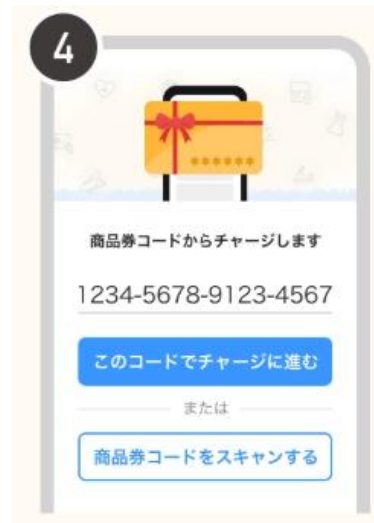 4
******
商品券コードからチャージします
1234-5678-9123-4567
このコードでチャージに進む
または
商品券コードをスキャンする